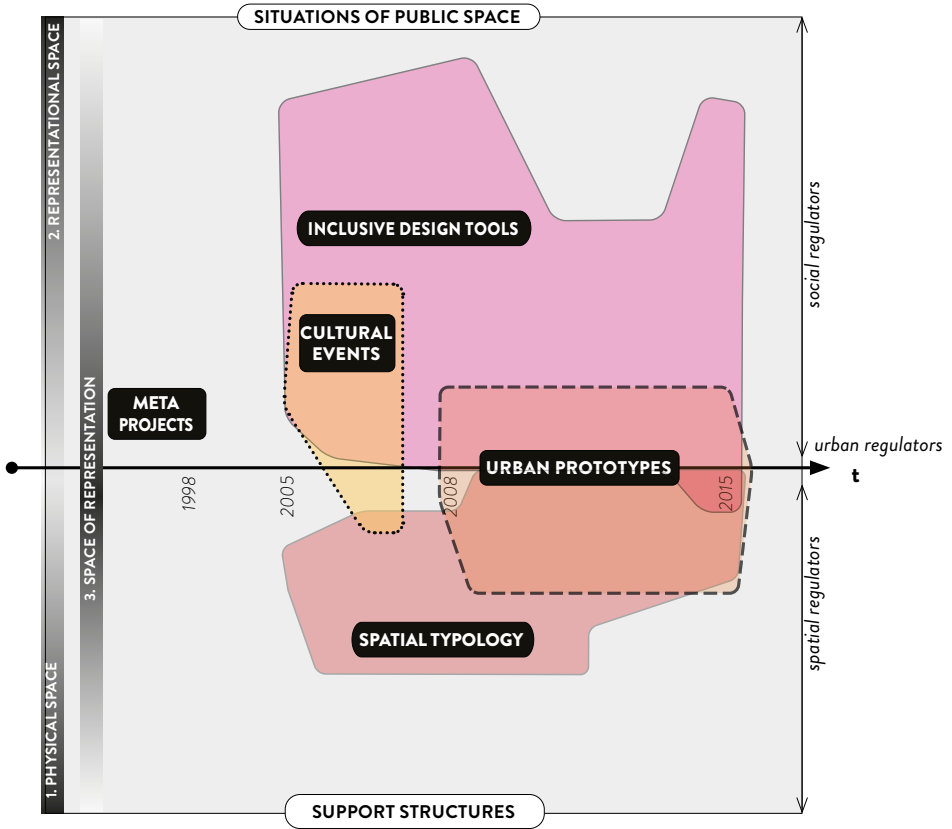 SITUATIONS OF PUBLIC SPACE
2. REPRESENTATIONAL SPACE
social regulators
INCLUSIVE DESIGN TOOLS
CULTURAL
EVENTS
META
PROJECTS
3. SPACE OF REPRESENTATION
urban regulators
URBAN PROTOTYPES
t
1998
2005
2008
2015
spatial regulators
SPATIAL TYPOLOGY
1. PHYSICAL SPACE
SUPPORT STRUCTURES